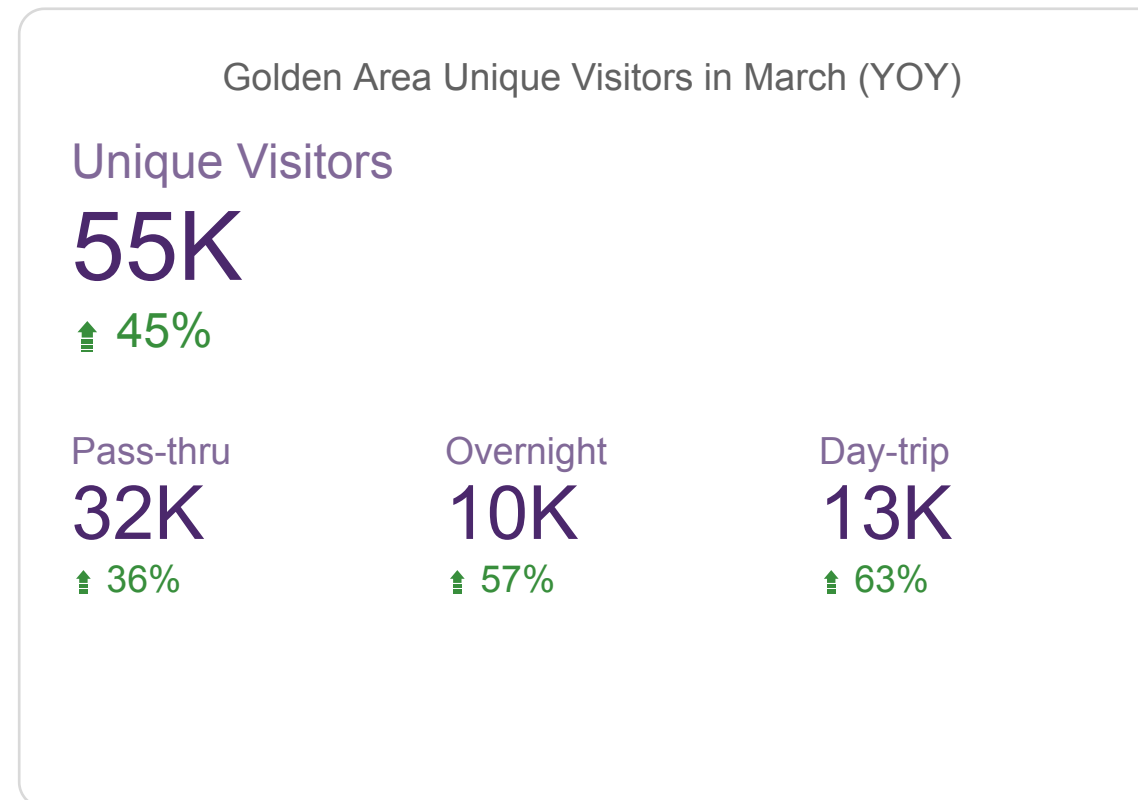 Golden Area Unique Visitors in March (YOY)
Unique Visitors
55K
45%
Pass-thru Overnight Day-trip
32K 10K 13K
36% 57% 63%